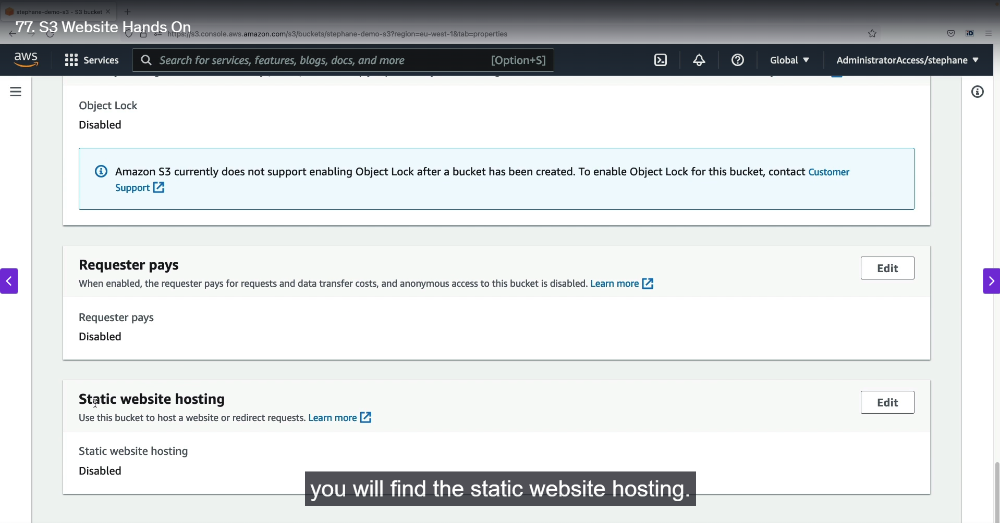 stephane-demo-s3 - S3 bucket
77. S3 Website Hands On
https://s3.console.aws.amazon.com/s3/buckets/stephane-demo-s3?region=eu-west-1&tab=properties
aws Services Search for services, features, blogs, docs, and more [Option+S] Global AdministratorAccess/stephane
Object Lock
Disabled
Amazon S3 currently does not support enabling Object Lock after a bucket has been created. To enable Object Lock for this bucket, contact Customer
Support
Requester pays
Edit
When enabled, the requester pays for requests and data transfer costs, and anonymous access to this bucket is disabled. Learn more
Requester pays
Disabled
Static website hosting
Edit
Use this bucket to host a website or redirect requests. Learn more
Static website hosting
Disabled
you will find the static website hosting.